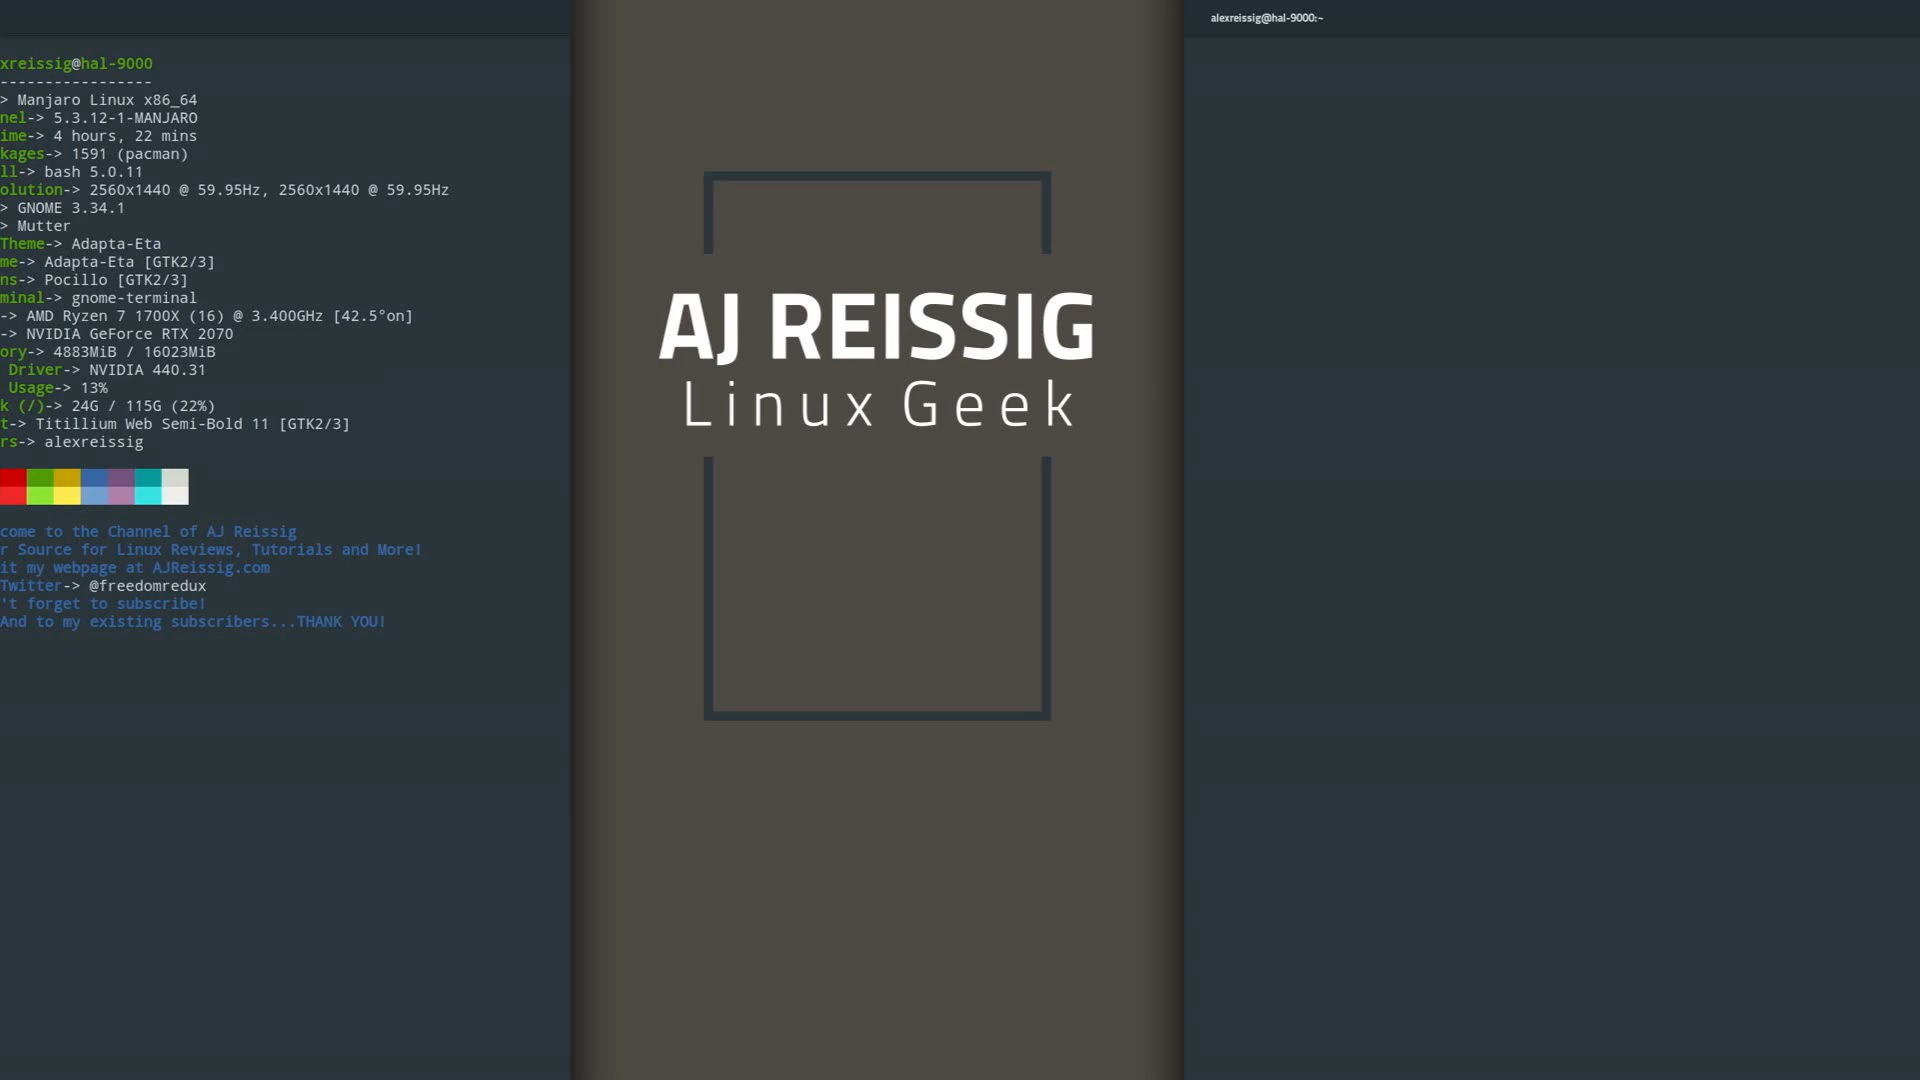 xreissig@hal-9000
-----------------
> Manjaro Linux x86_64
nel-> 5.3.12-1-MANJARO
ime-> 4 hours, 22 mins
kages-> 1591 (pacman)
ll-> bash 5.0.11
olution-> 2560x1440 @ 59.95Hz, 2560x1440 @ 59.95Hz
> GNOME 3.34.1
> Mutter
Theme-> Adapta-Eta
me-> Adapta-Eta [GTK2/3]
ns-> Pocillo [GTK2/3]
minal-> gnome-terminal
-> AMD Ryzen 7 1700X (16) @ 3.400GHz [42.5°on]
-> NVIDIA GeForce RTX 2070
ory-> 4883MiB / 16023MiB
Driver-> NVIDIA 440.31
Usage-> 13%
k (/)-> 24G / 115G (22%)
t-> Titillium Web Semi-Bold 11 [GTK2/3]
rs-> alexreissig
come to the Channel of AJ Reissig
r Source for Linux Reviews, Tutorials and More!
it my webpage at AJReissig.com
Twitter-> @freedomredux
't forget to subscribe!
And to my existing subscribers...THANK YOU!
AJ REISSIG
Linux Geek
alexreissig@hal-9000:~